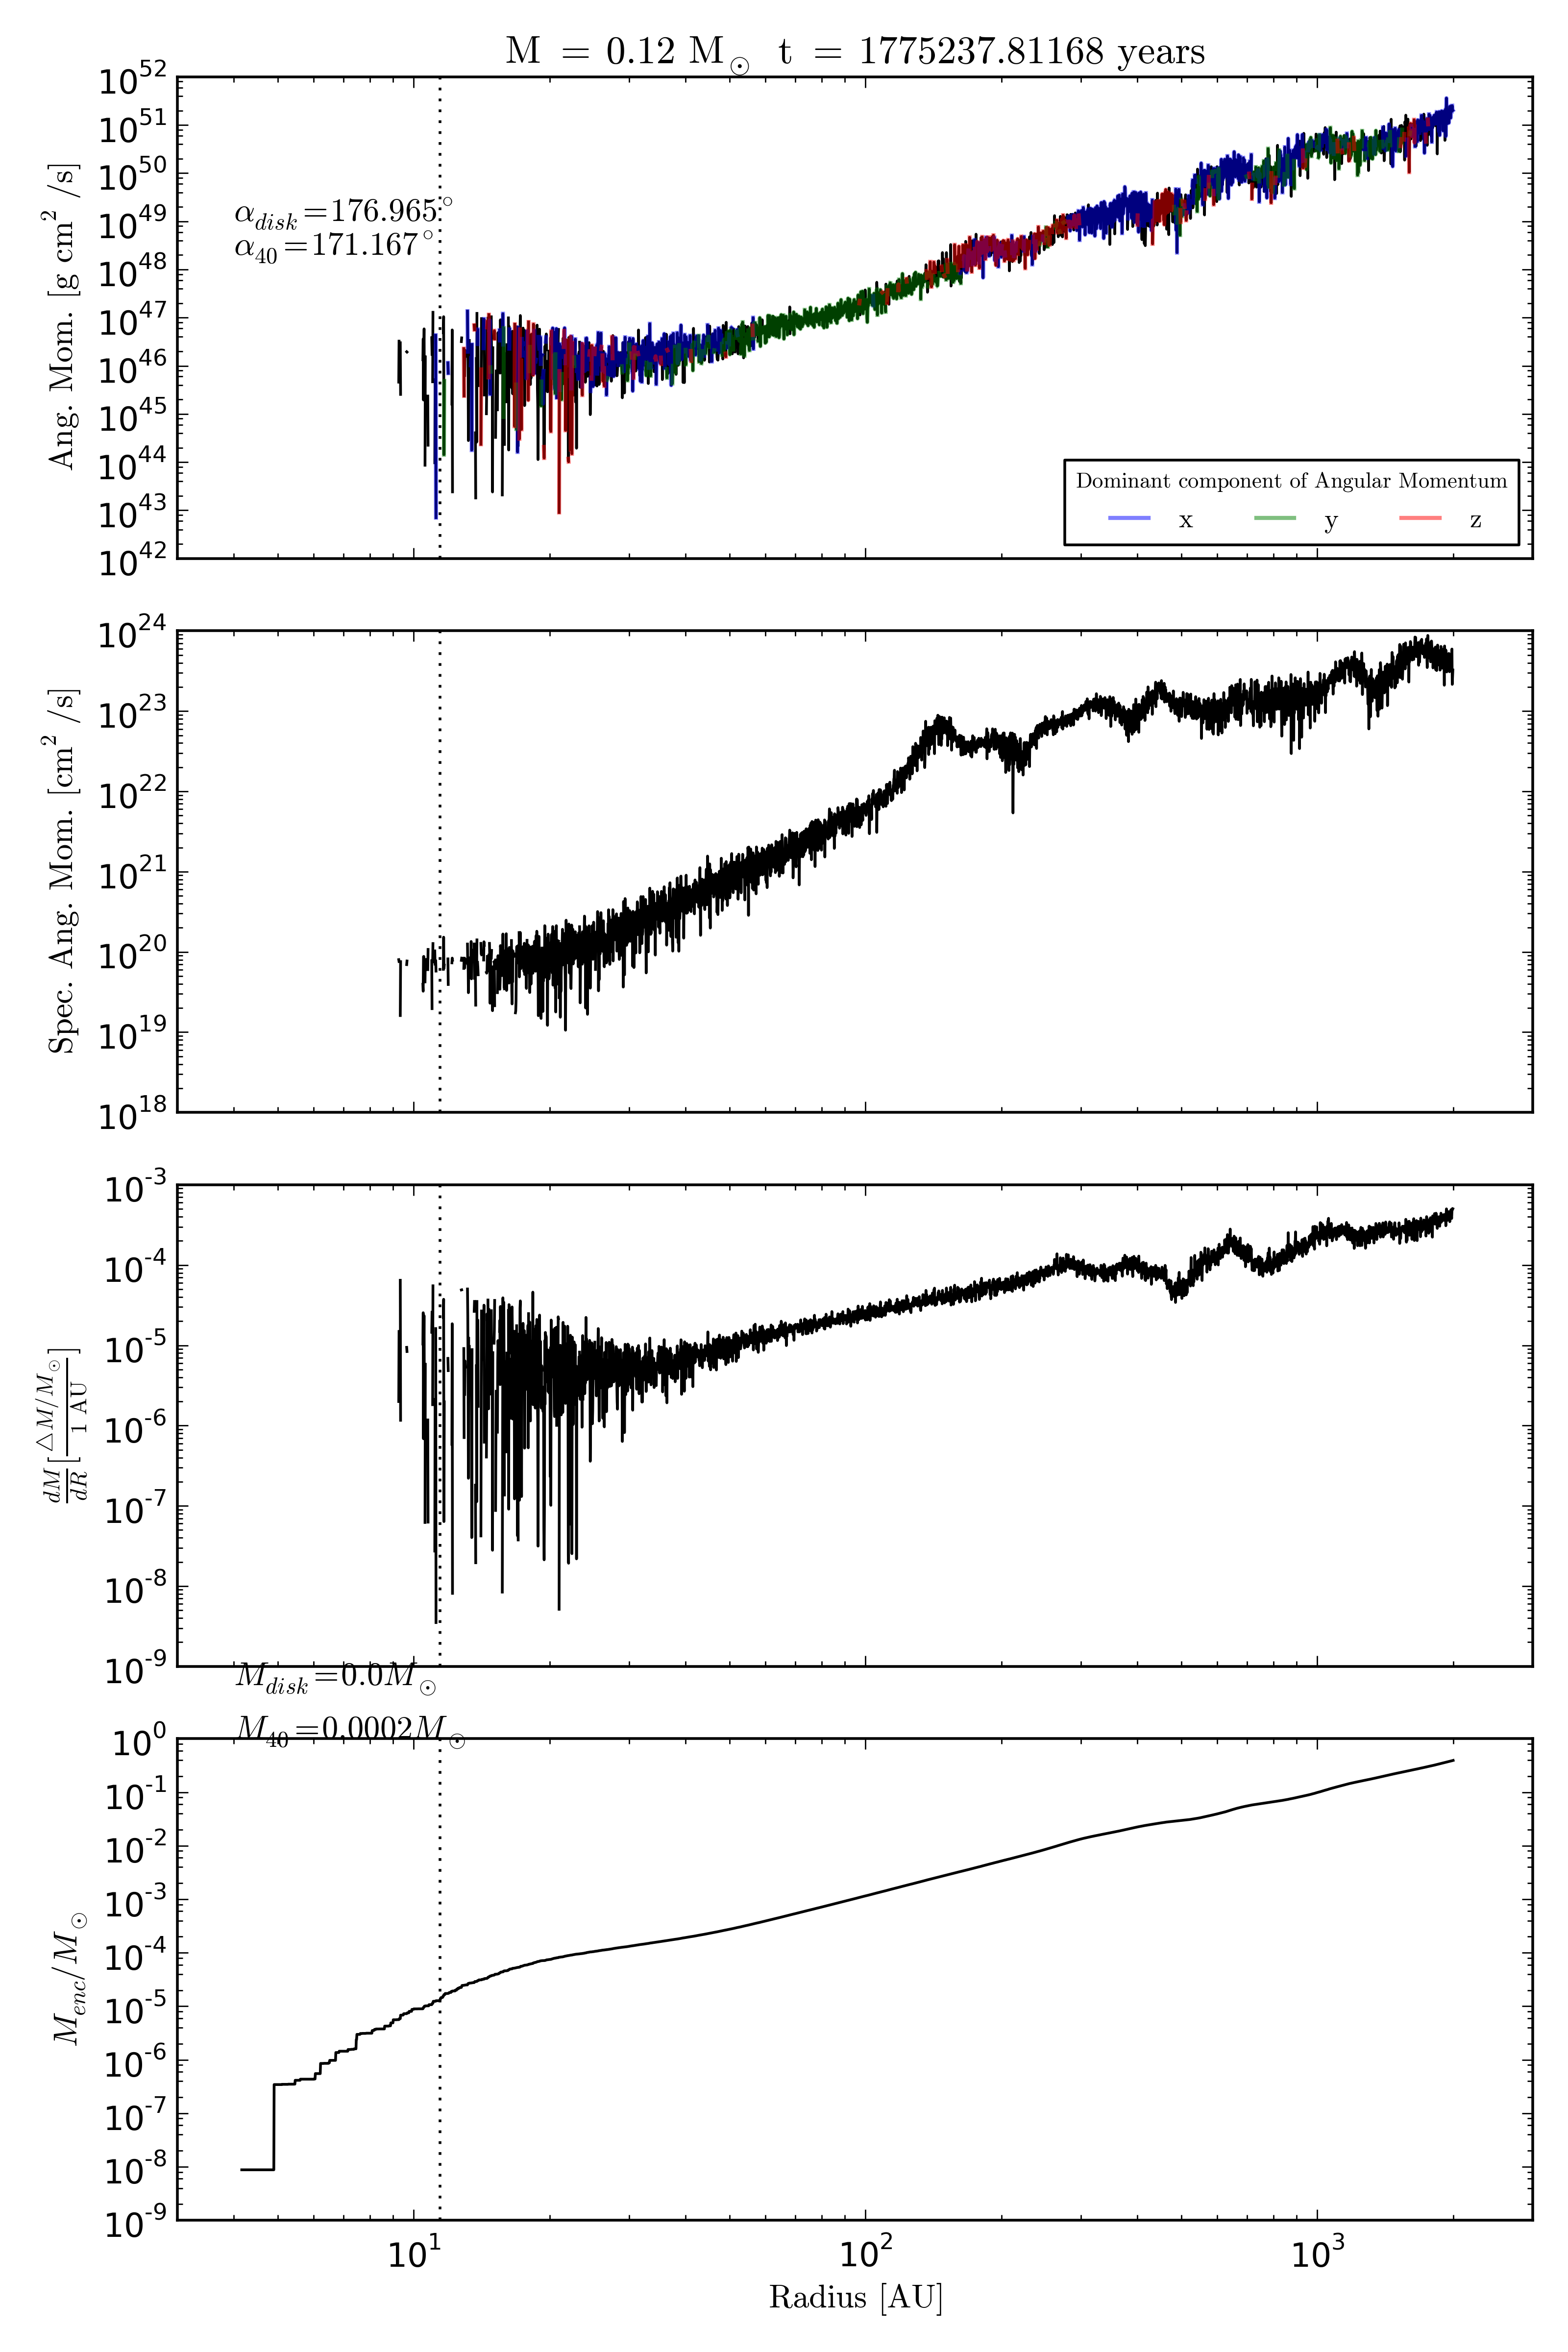 M = 0.12 M⊙ t = 1775237.81168 years
10^52
10^51
10^50
10^49
10^48
10^47
10^46
10^45
10^44
10^43
10^42
Ang. Mom. [g cm^2 /s]
α_disk = 176.965°
α_40 = 171.167°
Dominant component of Angular Momentum
x y z
10^24
10^23
10^22
10^21
10^20
10^19
10^18
Spec. Ang. Mom. [cm^2 /s]
10^-3
10^-4
10^-5
10^-6
10^-7
10^-8
10^-9
dM/dR [△M/M⊙ / 1 AU]
M_disk = 0.0M⊙
M_40 = 0.0002M⊙
10^0
10^-1
10^-2
10^-3
10^-4
10^-5
10^-6
10^-7
10^-8
10^-9
M_enc/M⊙
10^1 10^2 10^3
Radius [AU]